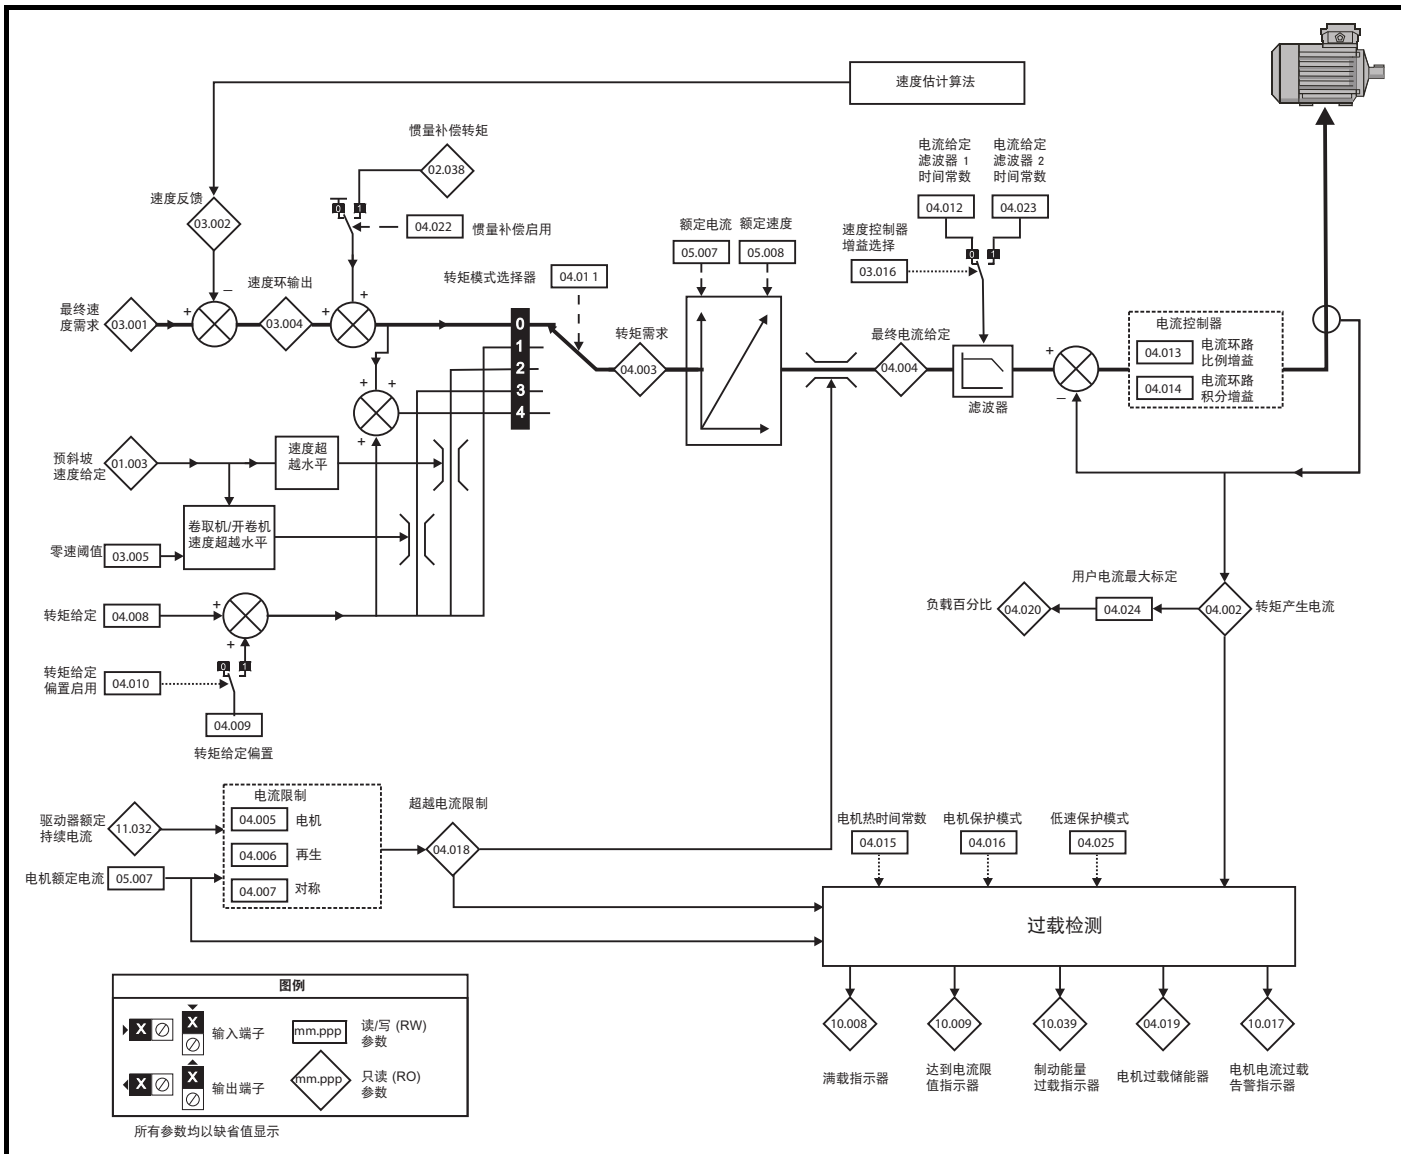 速度估计算法
惯量补偿转矩
02.038
速度反馈
03.002
0
1
04.022
惯量补偿启用
电流给定
滤波器 1
时间常数
电流给定
滤波器 2
时间常数
04.012
04.023
额定电流
额定速度
05.007
05.008
速度控制器
增益选择
03.016
0
1
转矩模式选择器
04.01 1
速度环输出
最终速
度需求
03.001
+
−
03.004
+
+
0
1
2
3
4
转矩需求
04.003
最终电流给定
04.004
滤波器
+
−
电流控制器
04.013
电流环路
比例增益
04.014
电流环路
积分增益
+
+
+
预斜坡
速度给定
01.003
速度超
越水平
卷取机/开卷机
速度超越水平
零速阈值
03.005
转矩给定
04.008
+
+
0
1
转矩给定
偏置启用
04.010
04.009
转矩给定偏置
用户电流最大标定
负载百分比
04.020
04.024
04.002
转矩产生电流
驱动器额定
持续电流
11.032
电机额定电流
05.007
电流限制
04.005
电机
04.006
再生
04.007
对称
超越电流限制
04.018
电机热时间常数
04.015
电机保护模式
04.016
低速保护模式
04.025
过载检测
10.008
10.009
10.039
04.019
10.017
满载指示器
达到电流限
值指示器
制动能量
过载指示器
电机过载储能器
电机电流过载
告警指示器
图例
X
X
输入端子
mm.ppp
读/写 (RW)
参数
X
X
输出端子
mm.ppp
只读 (RO)
参数
所有参数均以缺省值显示